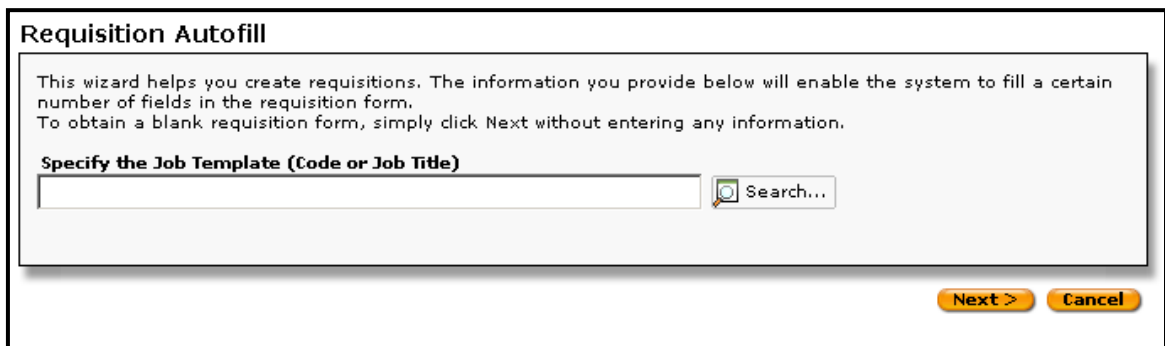 Requisition Autofill
This wizard helps you create requisitions. The information you provide below will enable the system to fill a certain
number of fields in the requisition form.
To obtain a blank requisition form, simply click Next without entering any information.
Specify the Job Template (Code or Job Title)
Search...
Next > Cancel